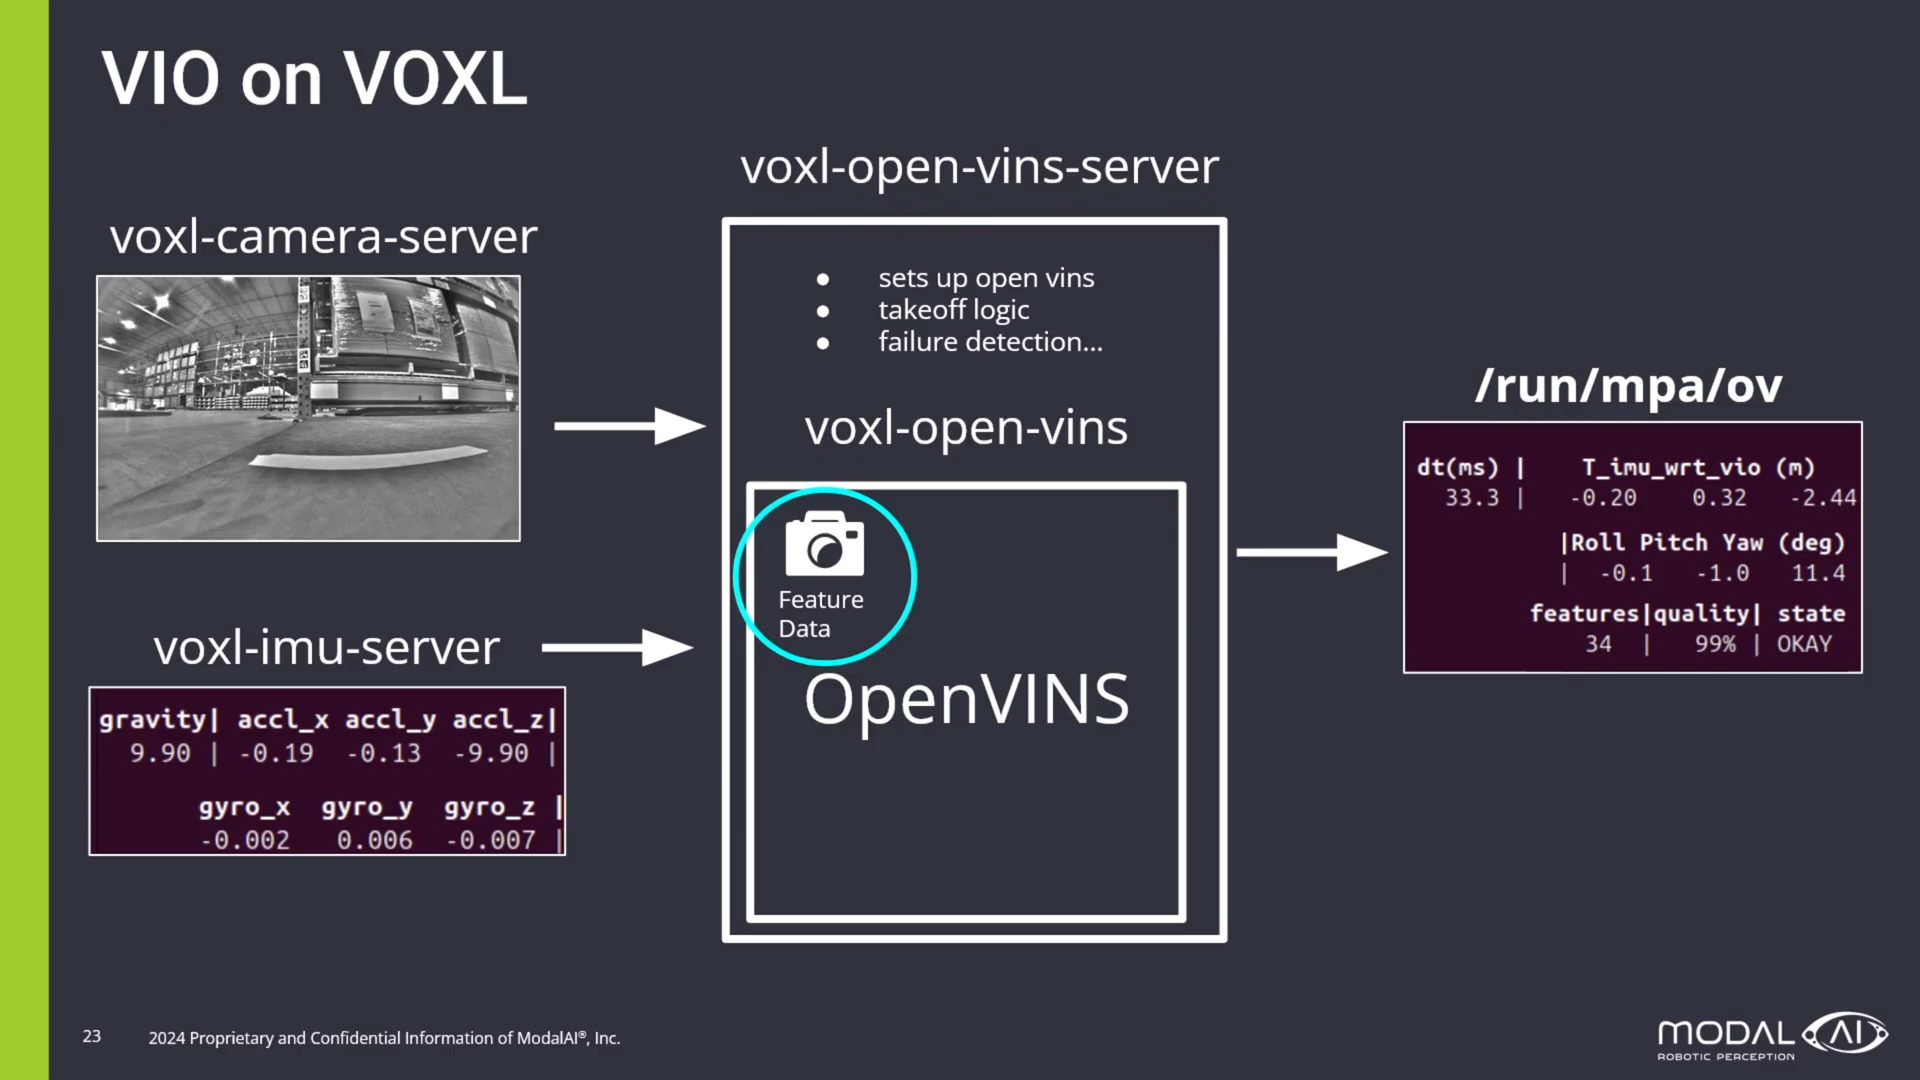 VIO on VOXL
voxl-camera-server
voxl-imu-server
gravity| accl_x accl_y accl_z|
9.90 | -0.19 -0.13 -9.90 |
gyro_x gyro_y gyro_z |
-0.002 0.006 -0.007 |
voxl-open-vins-server
● sets up open vins
● takeoff logic
● failure detection...
voxl-open-vins
Feature
Data
OpenVINS
/run/mpa/ov
dt(ms) | T_imu_wrt_vio (m)
33.3 | -0.20 0.32 -2.44
|Roll Pitch Yaw (deg)
| -0.1 -1.0 11.4
features|quality| state
34 | 99% | OKAY
23
2024 Proprietary and Confidential Information of ModalAI®, Inc.
MODAL AI
ROBOTIC PERCEPTION